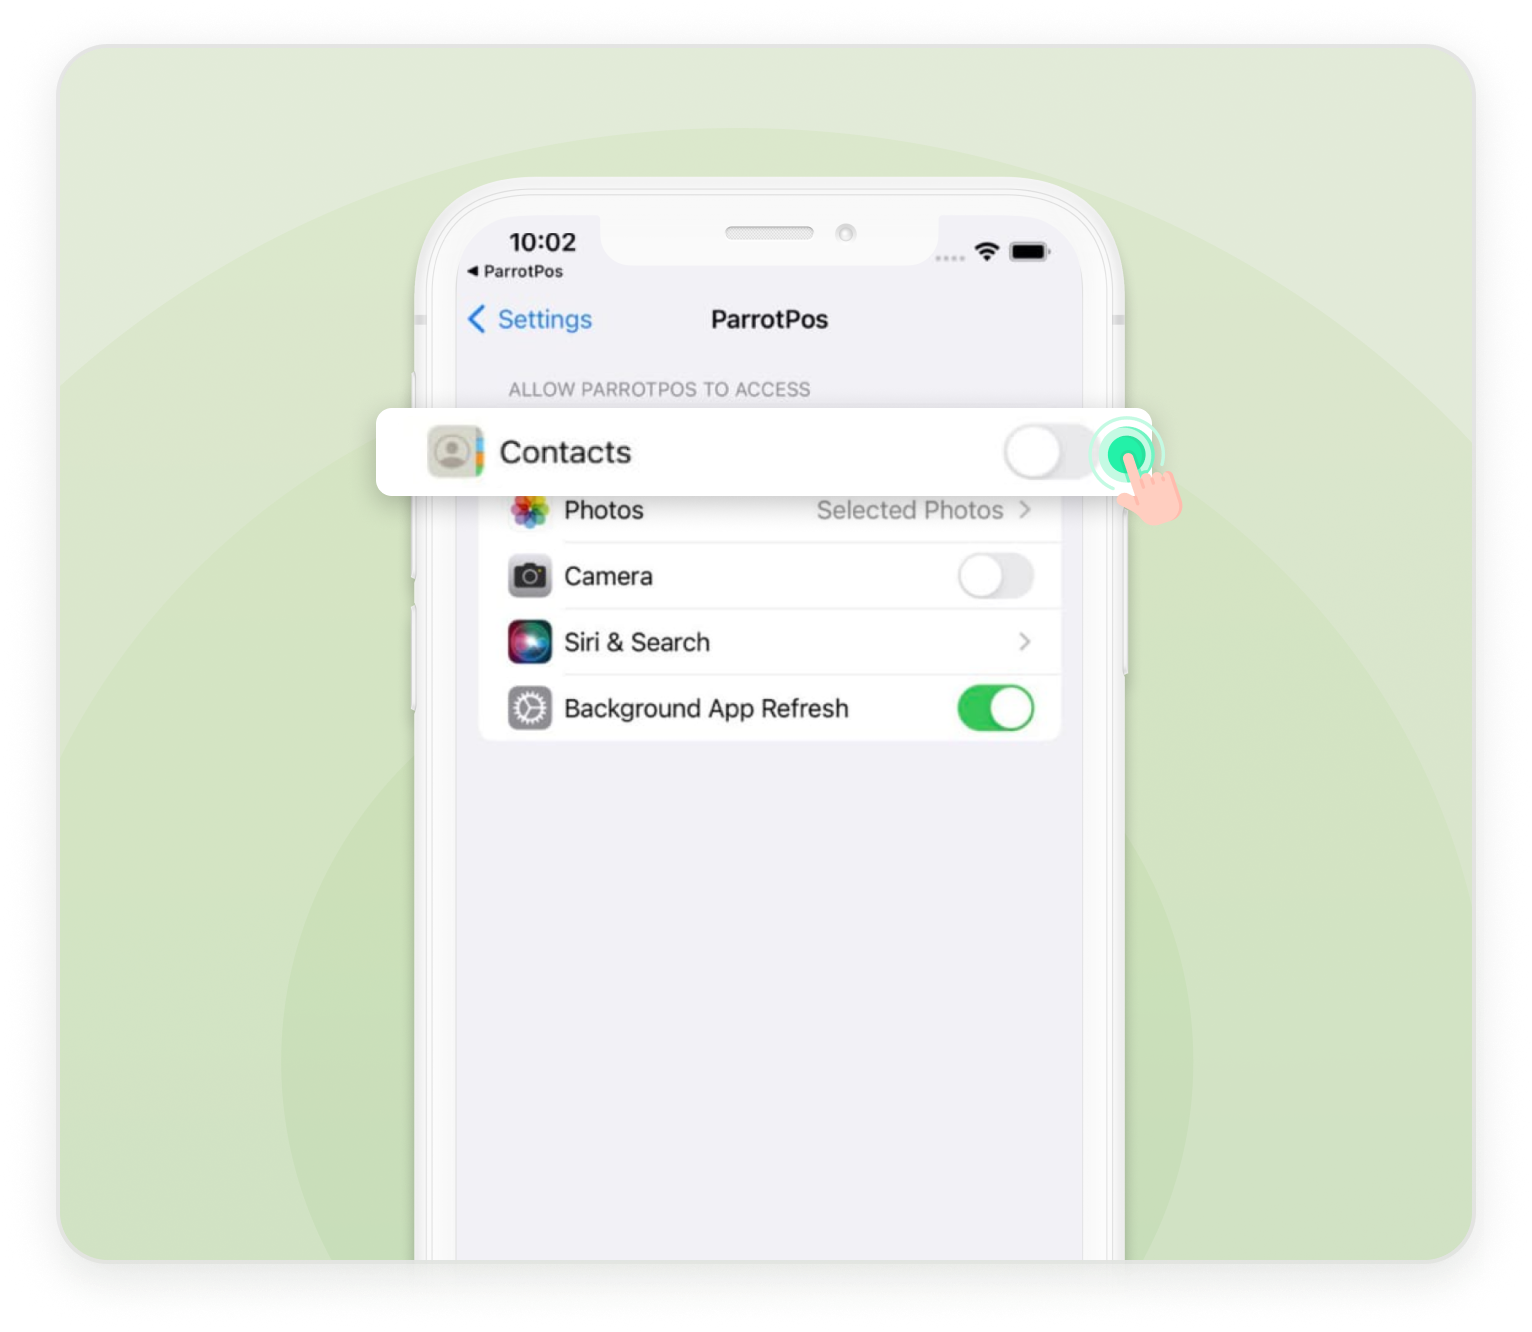 10:02
◀ ParrotPos
Settings
ParrotPos
ALLOW PARROTPOS TO ACCESS
Contacts
Photos Selected Photos
Camera
Siri & Search
Background App Refresh